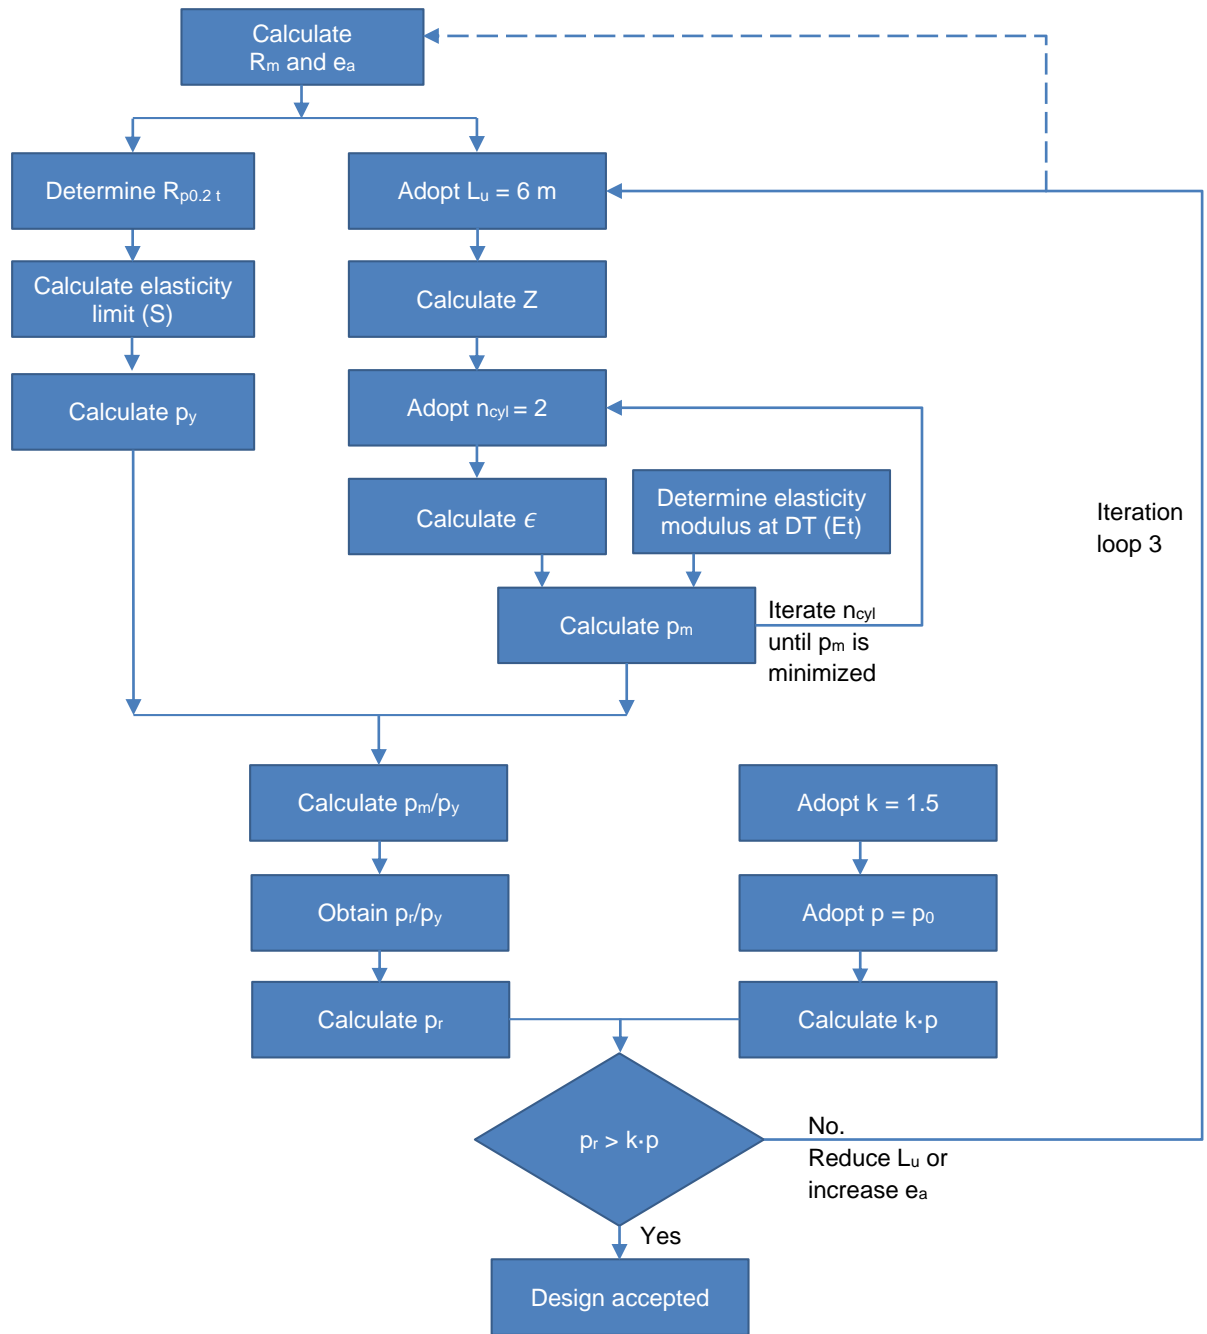 Calculate
Rm and ea
Determine Rp0.2 t
Adopt Lu = 6 m
Calculate elasticity
limit (S)
Calculate Z
Calculate py
Adopt ncyl = 2
Calculate ϵ
Determine elasticity
modulus at DT (Et)
Iteration
loop 3
Calculate pm
Iterate ncyl
until pm is
minimized
Calculate pm/py
Adopt k = 1.5
Obtain pr/py
Adopt p = p0
Calculate pr
Calculate k·p
pr > k·p
No.
Reduce Lu or
increase ea
Yes
Design accepted